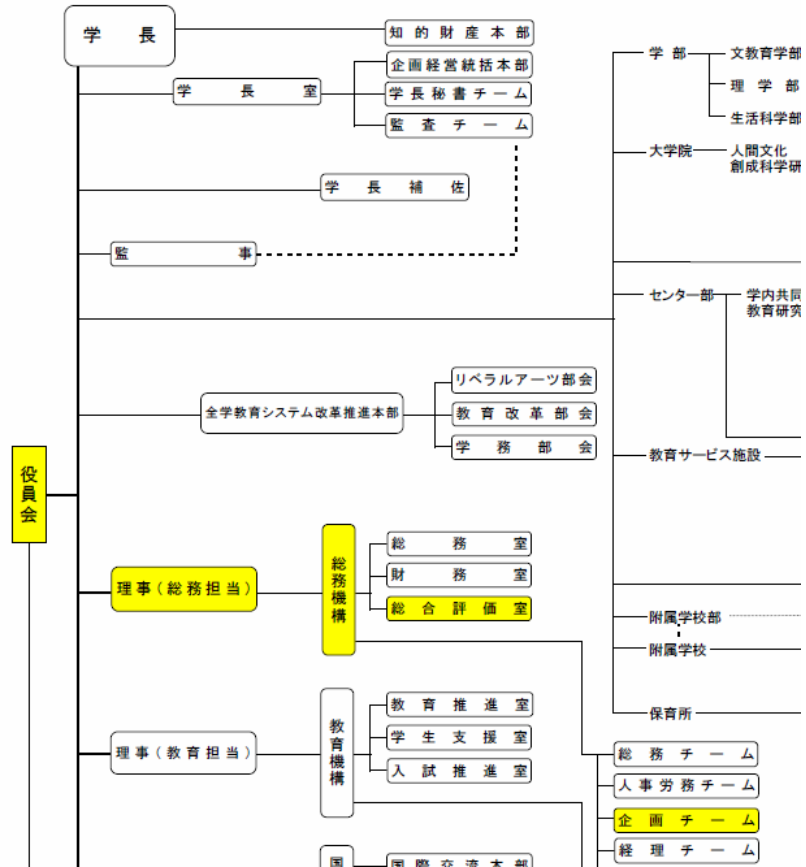 学長
知的財産本部
企画経営統括本部
学長室
学長秘書チーム
監査チーム
学長補佐
監事
全学教育システム改革推進本部
リベラルアーツ部会
教育改革部会
学務部会
役員会
理事(総務担当)
総務機構
総務室
財務室
総合評価室
理事(教育担当)
教育機構
教育推進室
学生支援室
入試推進室
国
国際交流本部
学部
文教育学部
理学部
生活科学部
大学院
人間文化
創成科学研
センター部
学内共同
教育研究
教育サービス施設
附属学校部
附属学校
保育所
総務チーム
人事労務チーム
企画チーム
経理チーム